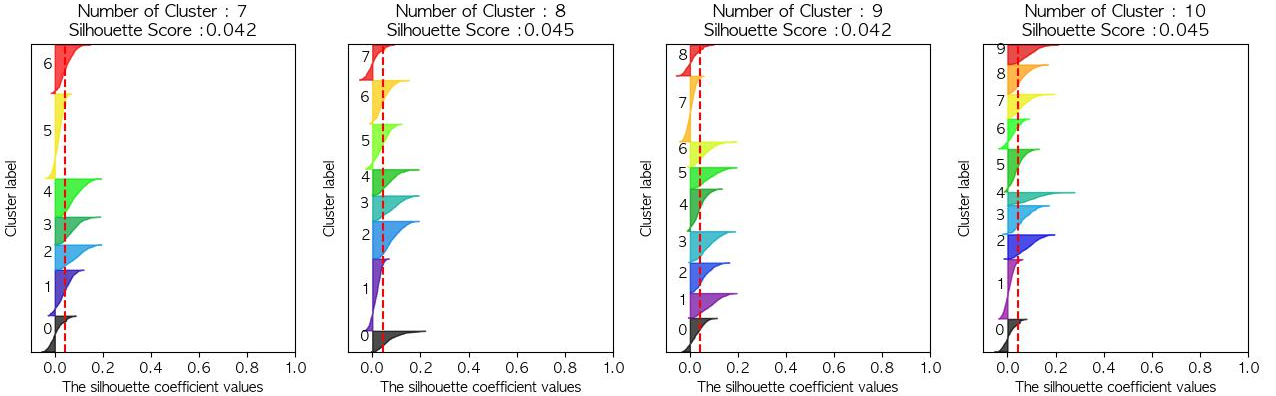 Number of Cluster : 7
Silhouette Score :0.042
Cluster label
6
5
4
3
2
1
0
0.0 0.2 0.4 0.6 0.8 1.0
The silhouette coefficient values
Number of Cluster : 8
Silhouette Score :0.045
Cluster label
7
6
5
4
3
2
1
0
0.0 0.2 0.4 0.6 0.8 1.0
The silhouette coefficient values
Number of Cluster : 9
Silhouette Score :0.042
Cluster label
8
7
6
5
4
3
2
1
0
0.0 0.2 0.4 0.6 0.8 1.0
The silhouette coefficient values
Number of Cluster : 10
Silhouette Score :0.045
Cluster label
9
8
7
6
5
4
3
2
1
0
0.0 0.2 0.4 0.6 0.8 1.0
The silhouette coefficient values